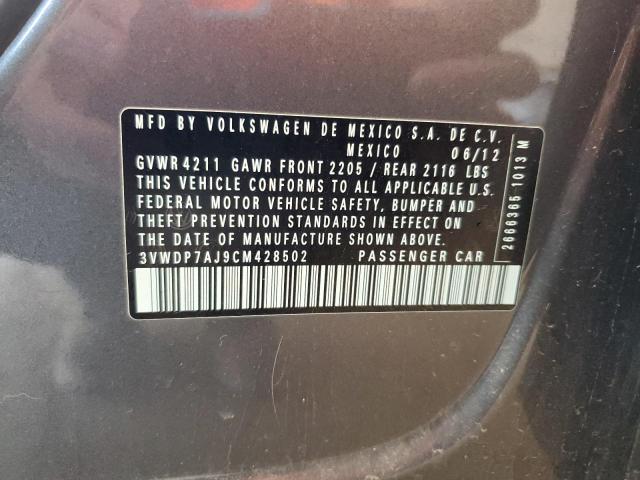 MFD BY VOLKSWAGEN DE MEXICO S.A. DE C.V.
MEXICO 06/12
GVWR 4211 GAWR FRONT 2205 / REAR 2116 LBS
THIS VEHICLE CONFORMS TO ALL APPLICABLE U.S.
FEDERAL MOTOR VEHICLE SAFETY, BUMPER AND
THEFT PREVENTION STANDARDS IN EFFECT ON
THE DATE OF MANUFACTURE SHOWN ABOVE.
3VWDP7AJ9CM428502 PASSENGER CAR
2666365 1013 M